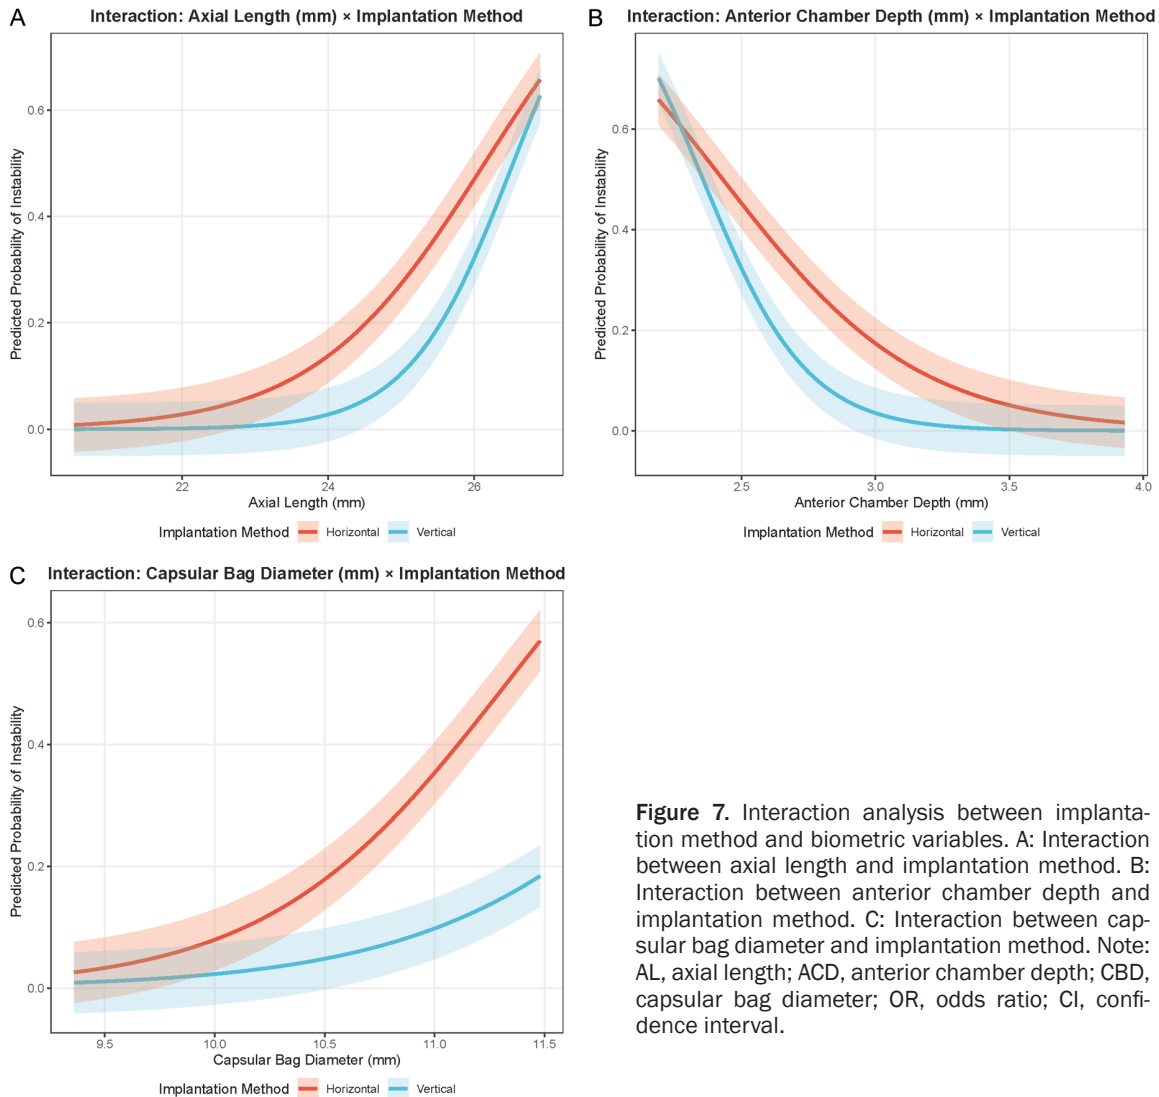 A
Interaction: Axial Length (mm) × Implantation Method
Predicted Probability of Instability
0.6
0.4
0.2
0.0
22
24
26
Axial Length (mm)
Implantation Method
Horizontal
Vertical
B
Interaction: Anterior Chamber Depth (mm) × Implantation Method
Predicted Probability of Instability
0.6
0.4
0.2
0.0
2.5
3.0
3.5
4.0
Anterior Chamber Depth (mm)
Implantation Method
Horizontal
Vertical
C
Interaction: Capsular Bag Diameter (mm) × Implantation Method
Predicted Probability of Instability
0.6
0.4
0.2
0.0
9.5
10.0
10.5
11.0
11.5
Capsular Bag Diameter (mm)
Implantation Method
Horizontal
Vertical
Figure 7. Interaction analysis between implanta-
tion method and biometric variables. A: Interaction
between axial length and implantation method. B:
Interaction between anterior chamber depth and
implantation method. C: Interaction between cap-
sular bag diameter and implantation method. Note:
AL, axial length; ACD, anterior chamber depth; CBD,
capsular bag diameter; OR, odds ratio; CI, confi-
dence interval.